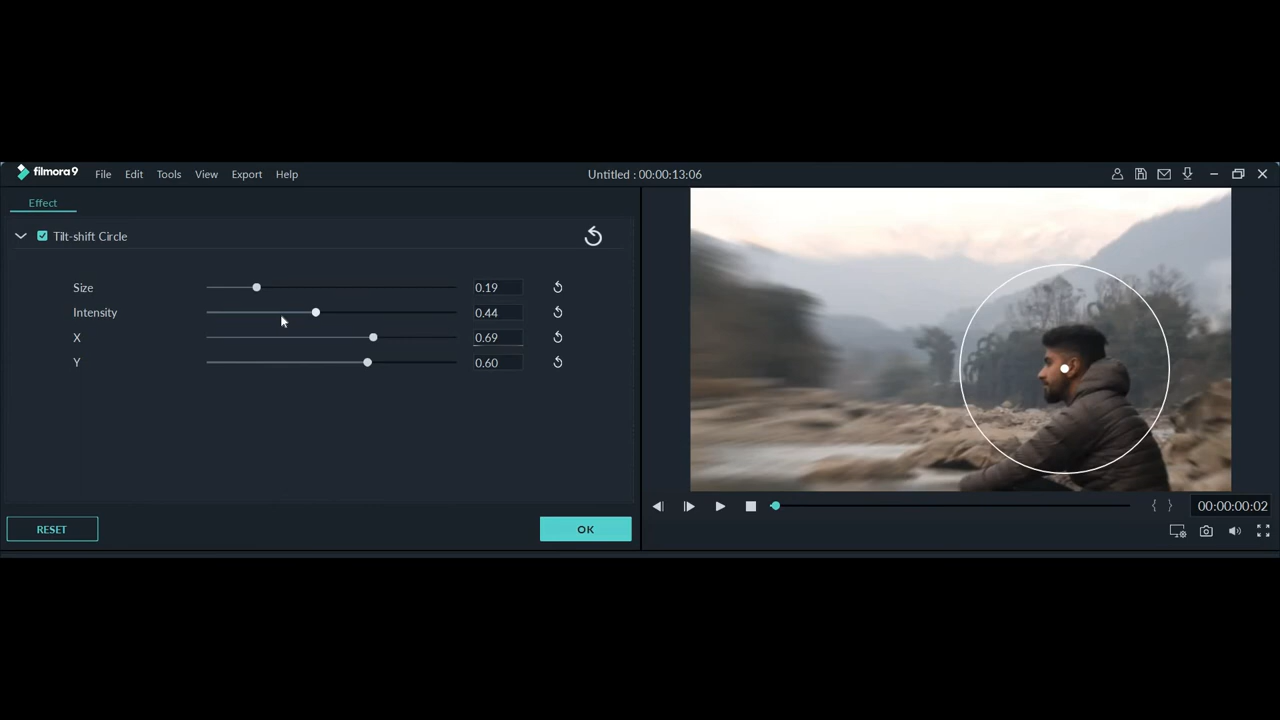 filmora9 File Edit Tools View Export Help Untitled : 00:00:13:06
Effect
Tilt-shift Circle
Size 0.19
Intensity 0.44
X 0.69
Y 0.60
RESET OK
00:00:00:02